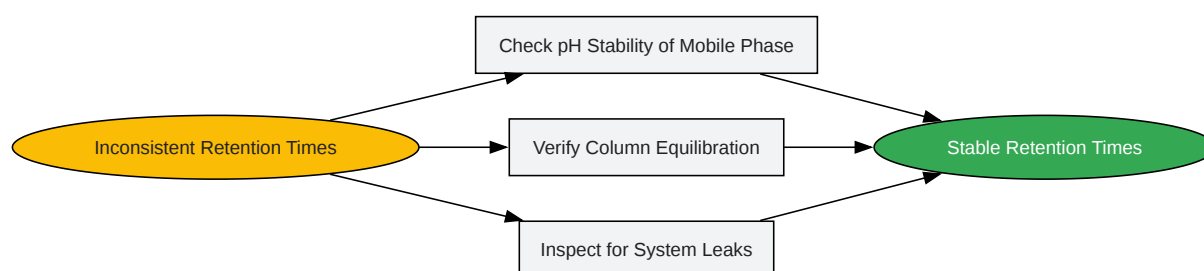 Check pH Stability of Mobile Phase
Inconsistent Retention Times
Verify Column Equilibration
Stable Retention Times
Inspect for System Leaks